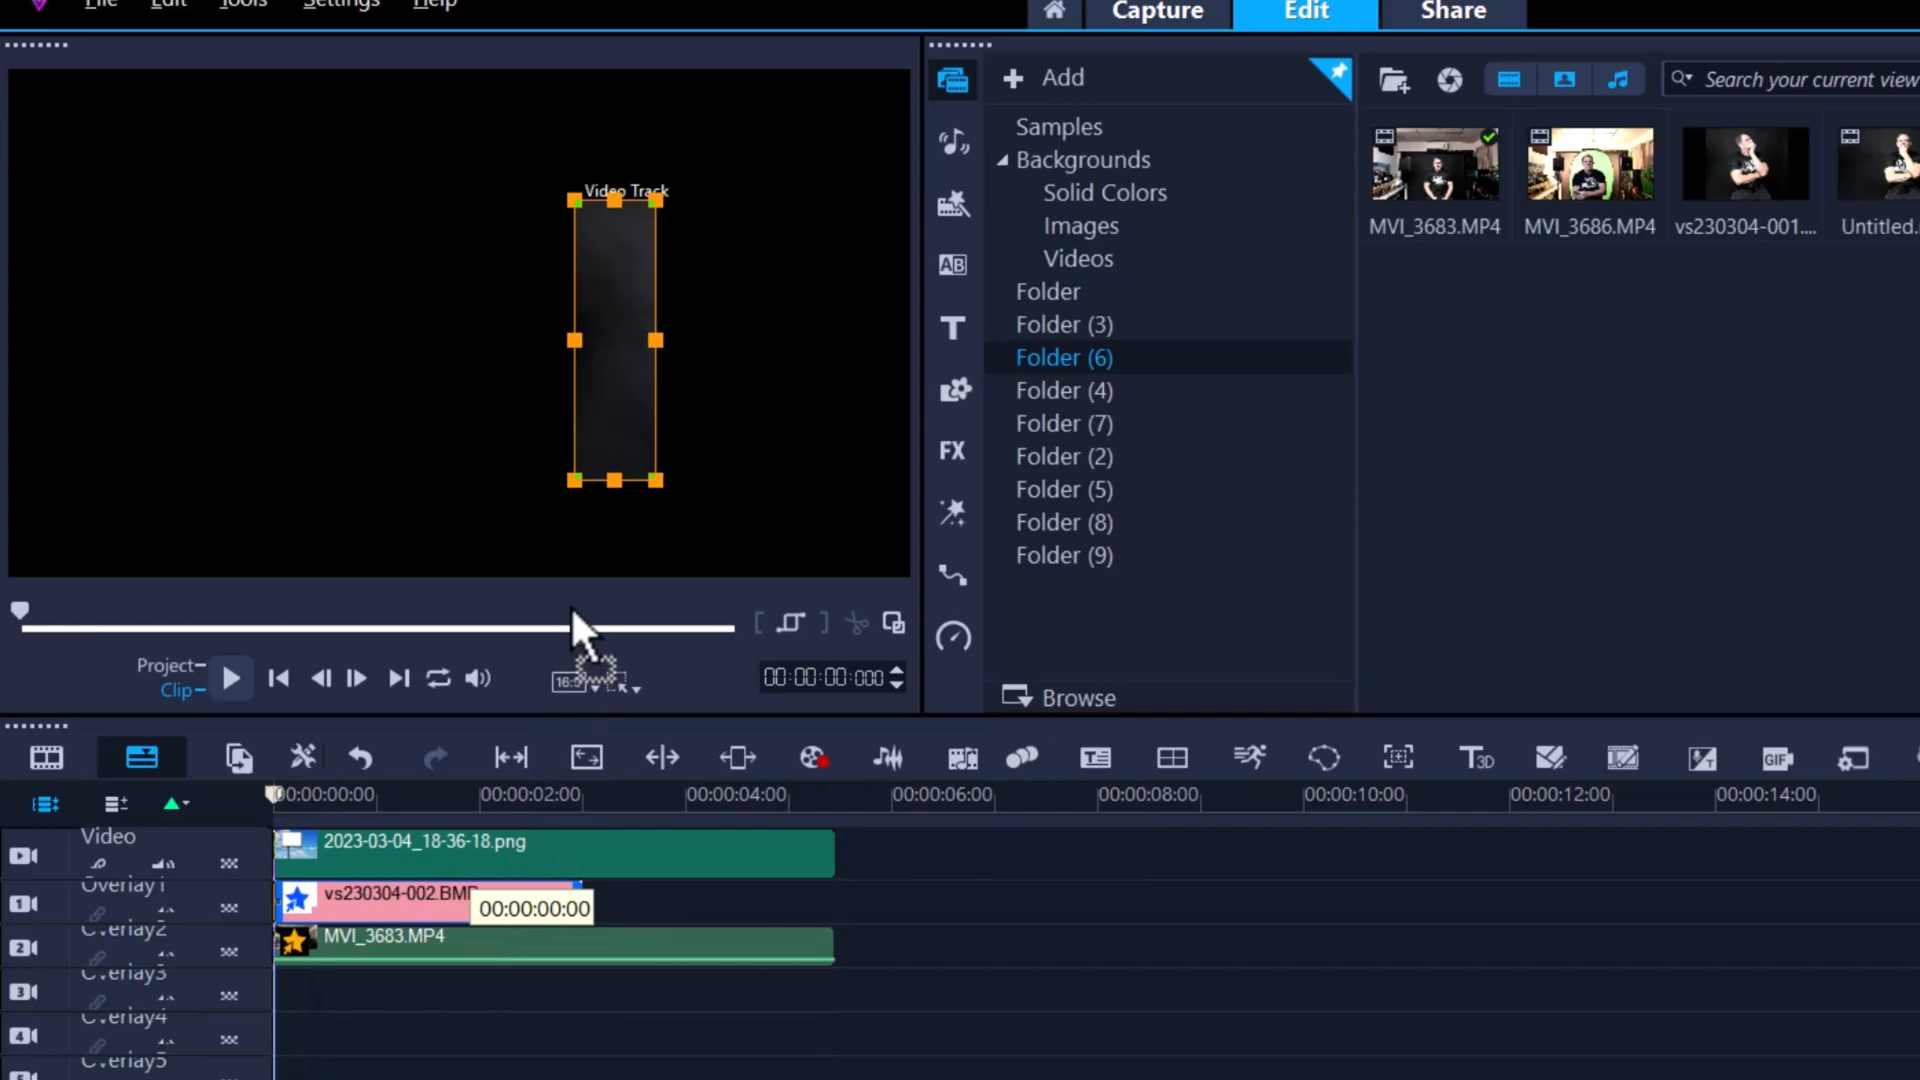 File Edit Tools Settings Help
Capture Edit Share
Add
Search your current view
Samples
Backgrounds
Solid Colors
Images
Videos
Folder
Folder (3)
Folder (6)
Folder (4)
Folder (7)
Folder (2)
Folder (5)
Folder (8)
Folder (9)
Browse
AB
T
FX
MVI_3683.MP4
MVI_3686.MP4
vs230304-001....
Video Track
Project
Clip
00:00:00:000
T3D
GIF
00:00:00:00 00:00:02:00 00:00:04:00 00:00:06:00 00:00:08:00 00:00:10:00 00:00:12:00 00:00:14:00
Video
2023-03-04_18-36-18.png
1 Overlay1
vs230304-002.BMP
00:00:00:00
2 Overlay2
MVI_3683.MP4
3 Overlay3
4 Overlay4
Overlay5